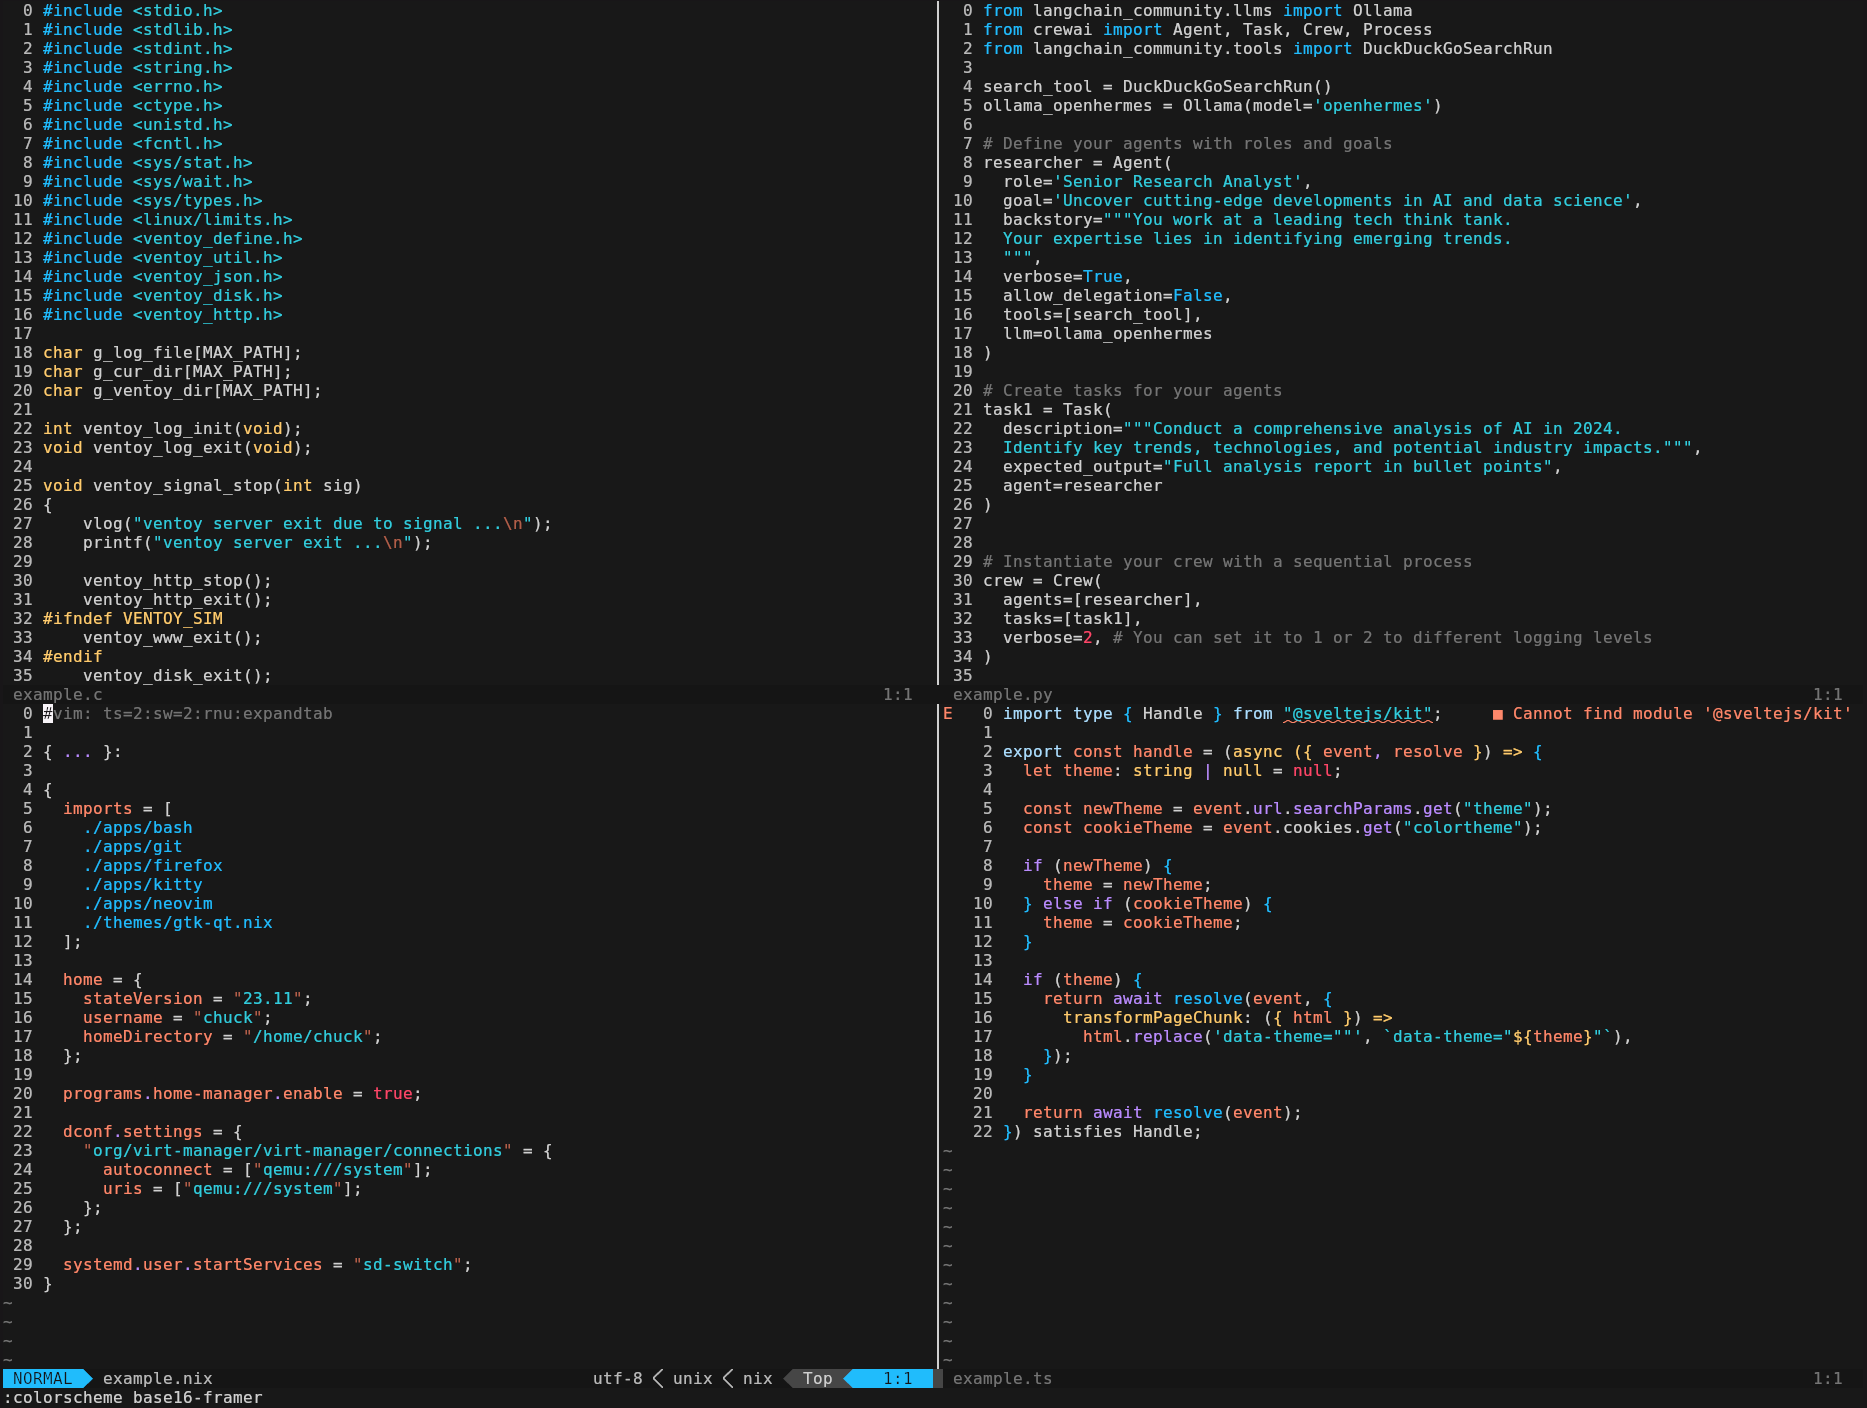 0 #include <stdio.h>
1 #include <stdlib.h>
2 #include <stdint.h>
3 #include <string.h>
4 #include <errno.h>
5 #include <ctype.h>
6 #include <unistd.h>
7 #include <fcntl.h>
8 #include <sys/stat.h>
9 #include <sys/wait.h>
10 #include <sys/types.h>
11 #include <linux/limits.h>
12 #include <ventoy_define.h>
13 #include <ventoy_util.h>
14 #include <ventoy_json.h>
15 #include <ventoy_disk.h>
16 #include <ventoy_http.h>
17
18 char g_log_file[MAX_PATH];
19 char g_cur_dir[MAX_PATH];
20 char g_ventoy_dir[MAX_PATH];
21
22 int ventoy_log_init(void);
23 void ventoy_log_exit(void);
24
25 void ventoy_signal_stop(int sig)
26 {
27     vlog("ventoy server exit due to signal ...\n");
28     printf("ventoy server exit ...\n");
29
30     ventoy_http_stop();
31     ventoy_http_exit();
32 #ifndef VENTOY_SIM
33     ventoy_www_exit();
34 #endif
35     ventoy_disk_exit();
example.c 1:1
0 from langchain_community.llms import Ollama
1 from crewai import Agent, Task, Crew, Process
2 from langchain_community.tools import DuckDuckGoSearchRun
3
4 search_tool = DuckDuckGoSearchRun()
5 ollama_openhermes = Ollama(model='openhermes')
6
7 # Define your agents with roles and goals
8 researcher = Agent(
9   role='Senior Research Analyst',
10   goal='Uncover cutting-edge developments in AI and data science',
11   backstory="""You work at a leading tech think tank.
12   Your expertise lies in identifying emerging trends.
13   """,
14   verbose=True,
15   allow_delegation=False,
16   tools=[search_tool],
17   llm=ollama_openhermes
18 )
19
20 # Create tasks for your agents
21 task1 = Task(
22   description="""Conduct a comprehensive analysis of AI in 2024.
23   Identify key trends, technologies, and potential industry impacts.""",
24   expected_output="Full analysis report in bullet points",
25   agent=researcher
26 )
27
28
29 # Instantiate your crew with a sequential process
30 crew = Crew(
31   agents=[researcher],
32   tasks=[task1],
33   verbose=2, # You can set it to 1 or 2 to different logging levels
34 )
35
example.py 1:1
0 #vim: ts=2:sw=2:rnu:expandtab
1
2 { ... }:
3
4 {
5   imports = [
6     ./apps/bash
7     ./apps/git
8     ./apps/firefox
9     ./apps/kitty
10     ./apps/neovim
11     ./themes/gtk-qt.nix
12   ];
13
14   home = {
15     stateVersion = "23.11";
16     username = "chuck";
17     homeDirectory = "/home/chuck";
18   };
19
20   programs.home-manager.enable = true;
21
22   dconf.settings = {
23     "org/virt-manager/virt-manager/connections" = {
24       autoconnect = ["qemu:///system"];
25       uris = ["qemu:///system"];
26     };
27   };
28
29   systemd.user.startServices = "sd-switch";
30 }
~
~
~
~
NORMAL example.nix utf-8 unix nix Top 1:1
:colorscheme base16-framer
E 0 import type { Handle } from "@sveltejs/kit"; ■ Cannot find module '@sveltejs/kit'
1
2 export const handle = (async ({ event, resolve }) => {
3   let theme: string | null = null;
4
5   const newTheme = event.url.searchParams.get("theme");
6   const cookieTheme = event.cookies.get("colortheme");
7
8   if (newTheme) {
9     theme = newTheme;
10   } else if (cookieTheme) {
11     theme = cookieTheme;
12   }
13
14   if (theme) {
15     return await resolve(event, {
16       transformPageChunk: ({ html }) =>
17         html.replace('data-theme=""', `data-theme="${theme}"`),
18     });
19   }
20
21   return await resolve(event);
22 }) satisfies Handle;
~
~
~
~
~
~
~
~
~
~
~
~
example.ts 1:1